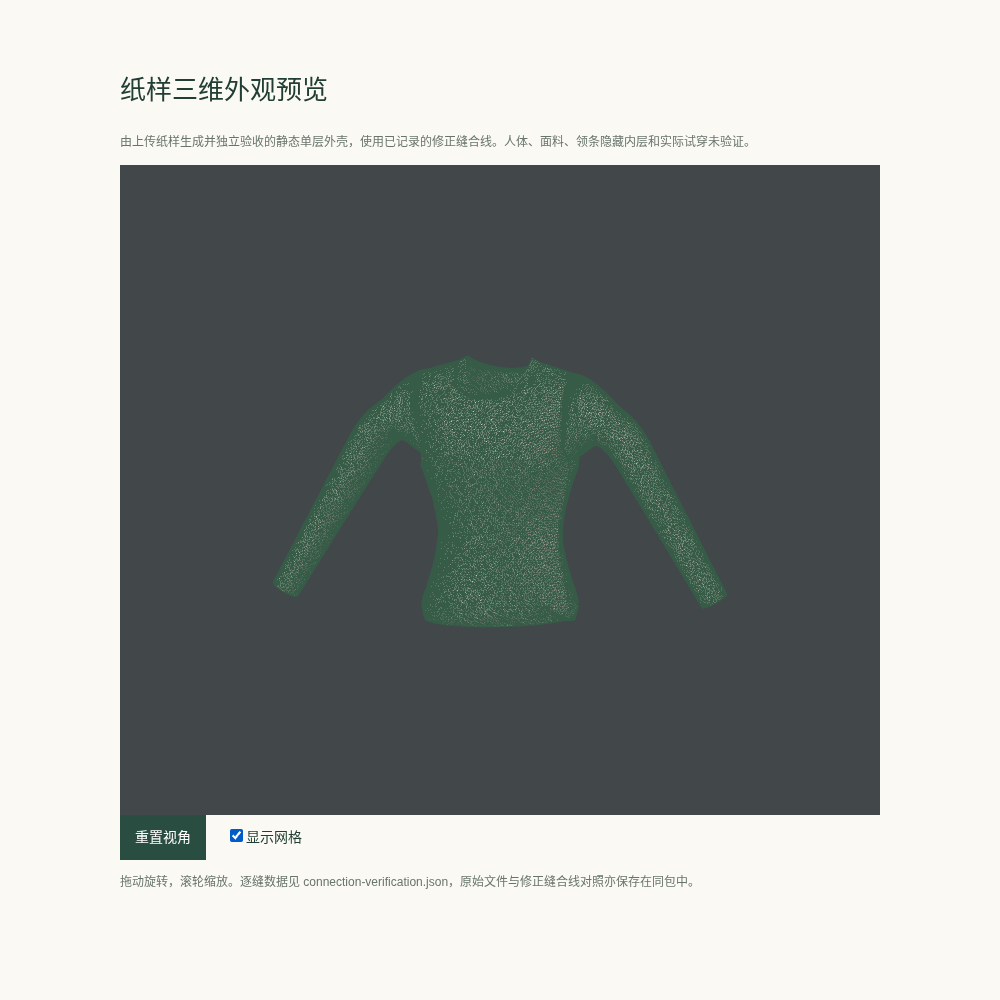 纸样三维外观预览
由上传纸样生成并独立验收的静态单层外壳，使用已记录的修正缝合线。人体、面料、领条隐藏内层和实际试穿未验证。
重置视角
显示网格
拖动旋转，滚轮缩放。逐缝数据见 connection-verification.json，原始文件与修正缝合线对照亦保存在同包中。